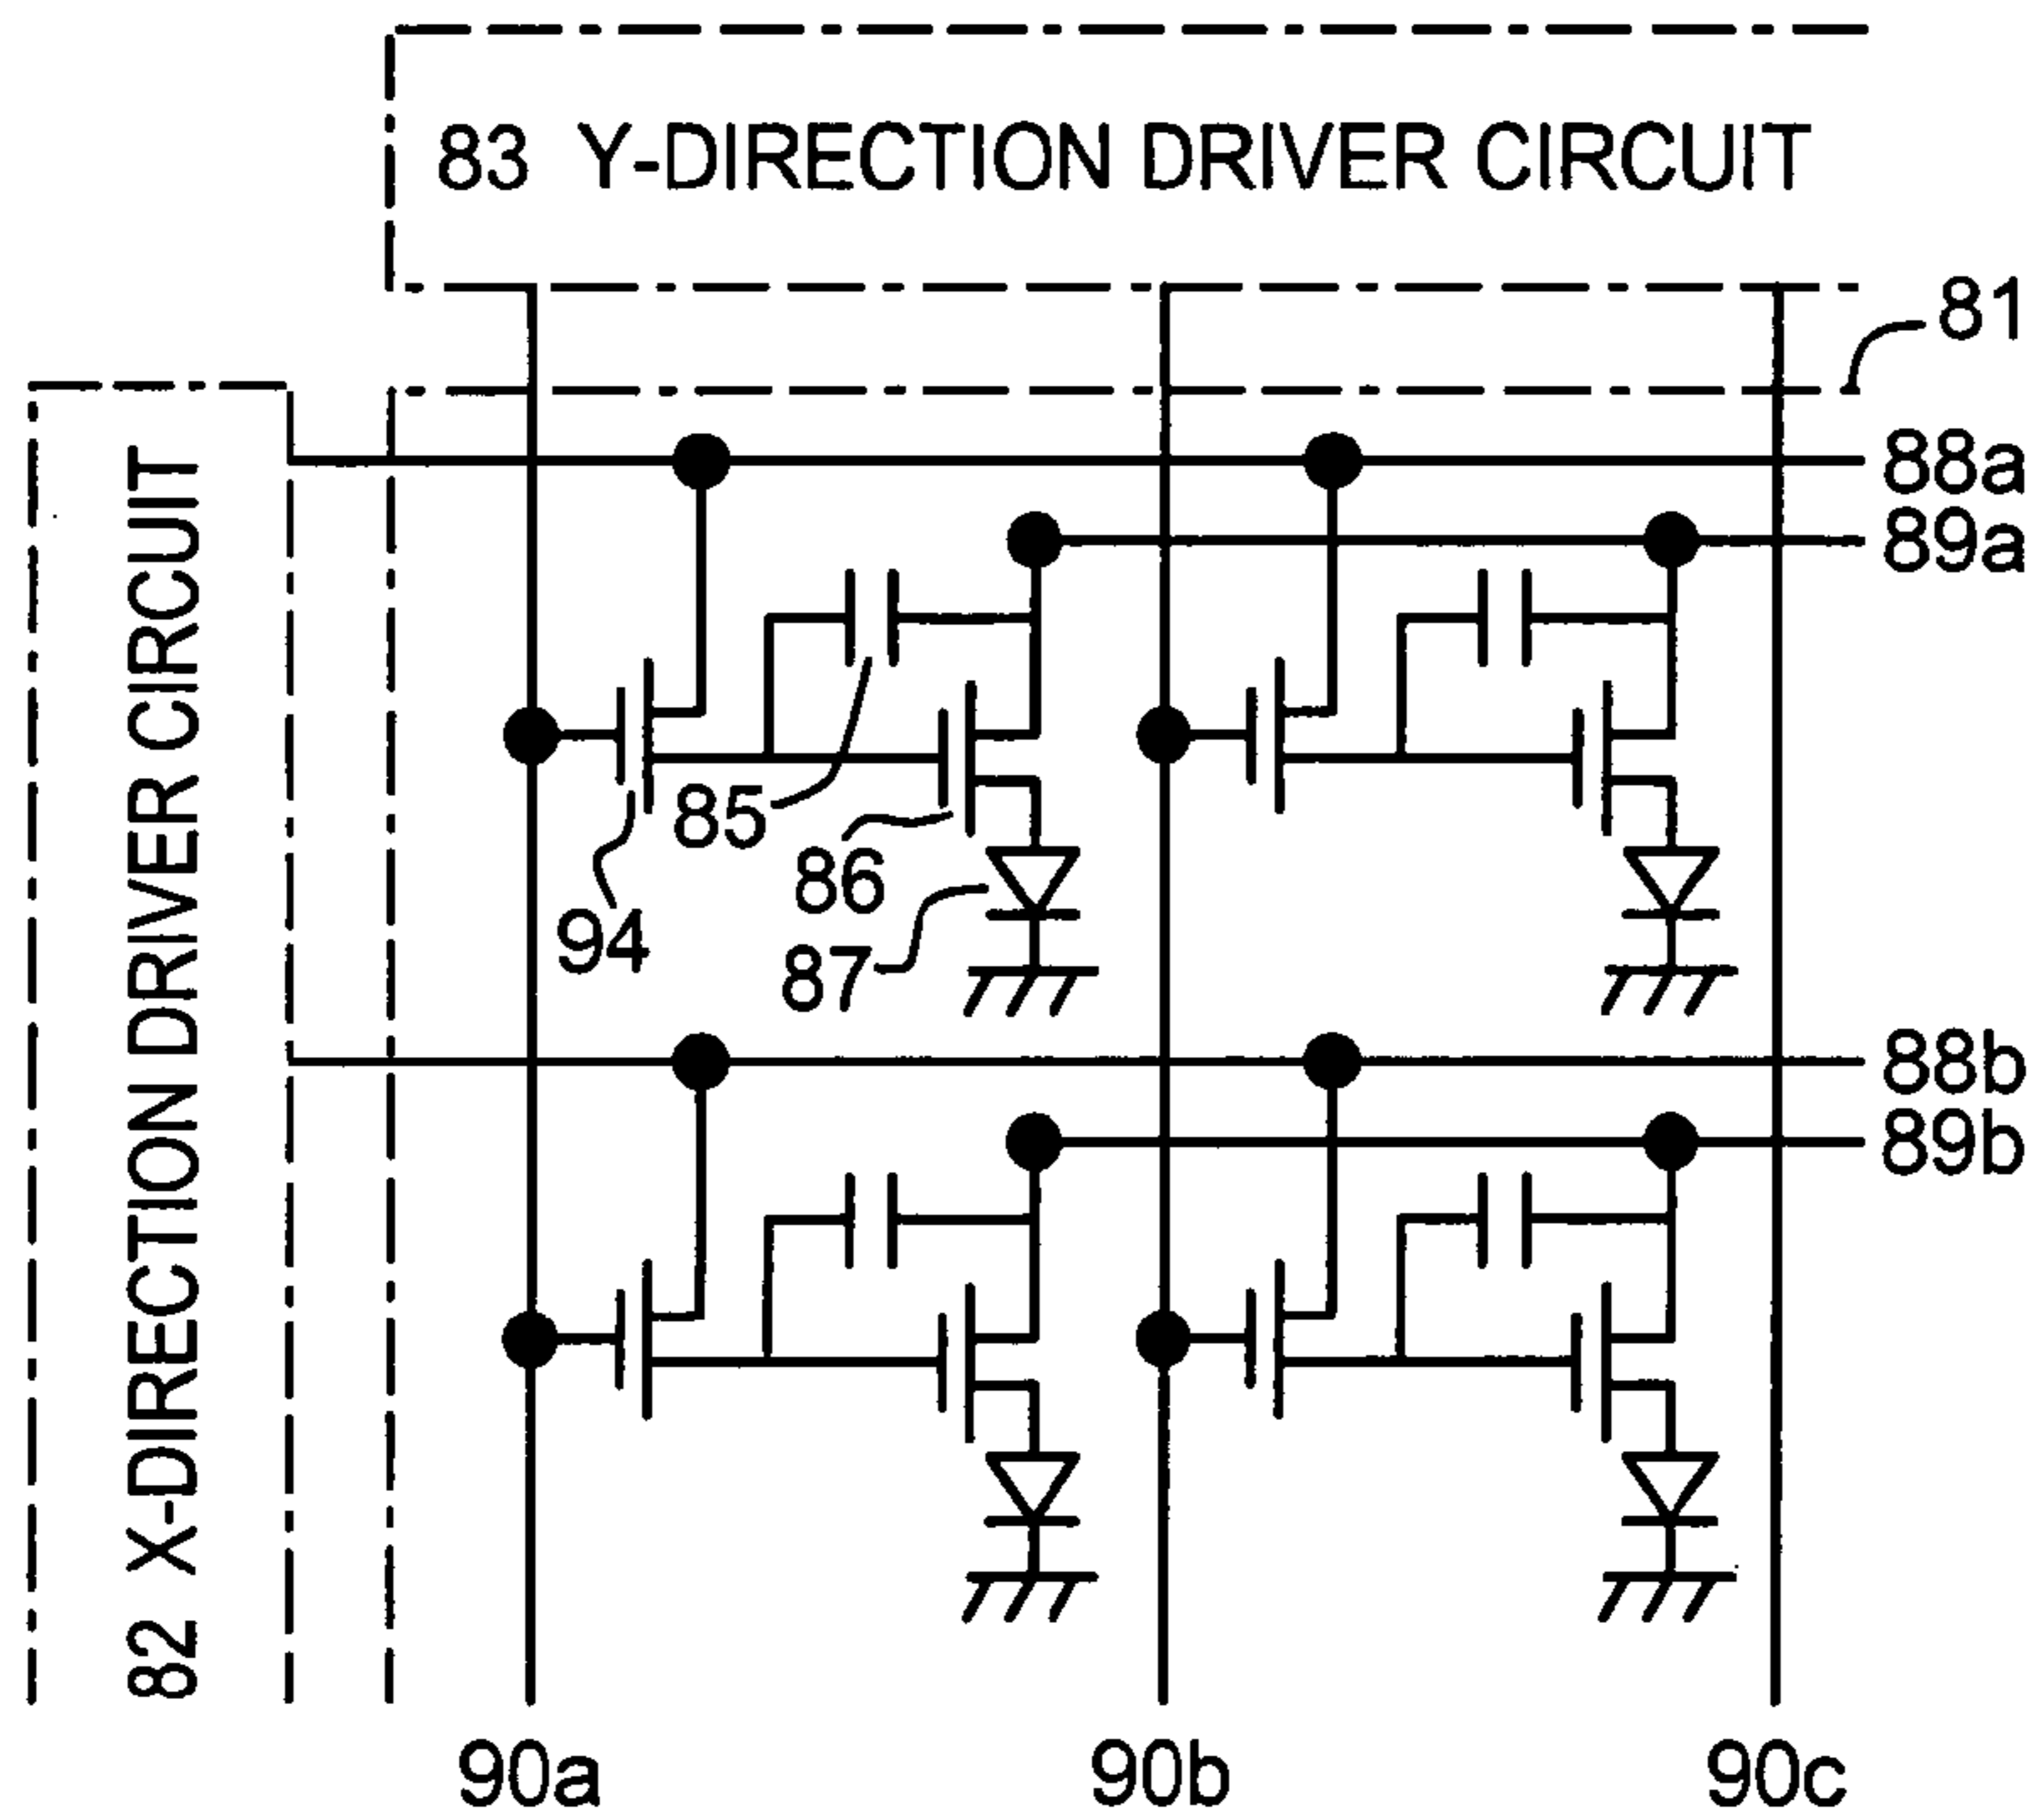 83 Y-DIRECTION DRIVER CIRCUIT
81
82 X-DIRECTION DRIVER CIRCUIT
88a
89a
85
86
94
87
88b
89b
90a
90b
90c